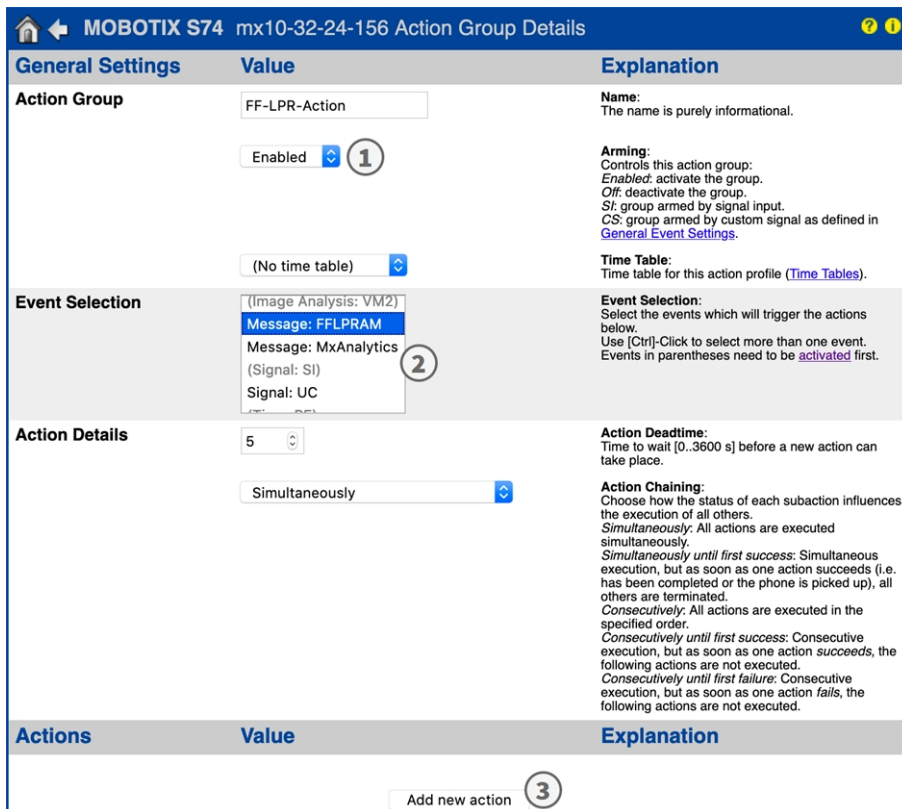 MOBOTIX S74 mx10-32-24-156 Action Group Details ? i
General Settings Value Explanation
Action Group
FF-LPR-Action
Name:
The name is purely informational.
Enabled
1
Arming:
Controls this action group:
Enabled: activate the group.
Off: deactivate the group.
SI: group armed by signal input.
CS: group armed by custom signal as defined in
General Event Settings.
(No time table)
Time Table:
Time table for this action profile (Time Tables).
Event Selection
(Image Analysis: VM2)
Message: FFLPRAM
Message: MxAnalytics
(Signal: SI)
Signal: UC
2
Event Selection:
Select the events which will trigger the actions
below.
Use [Ctrl]-Click to select more than one event.
Events in parentheses need to be activated first.
Action Details
5
Action Deadtime:
Time to wait [0..3600 s] before a new action can
take place.
Simultaneously
Action Chaining:
Choose how the status of each subaction influences
the execution of all others.
Simultaneously: All actions are executed
simultaneously.
Simultaneously until first success: Simultaneous
execution, but as soon as one action succeeds (i.e.
has been completed or the phone is picked up), all
others are terminated.
Consecutively: All actions are executed in the
specified order.
Consecutively until first success: Consecutive
execution, but as soon as one action succeeds, the
following actions are not executed.
Consecutively until first failure: Consecutive
execution, but as soon as one action fails, the
following actions are not executed.
Actions Value Explanation
Add new action
3